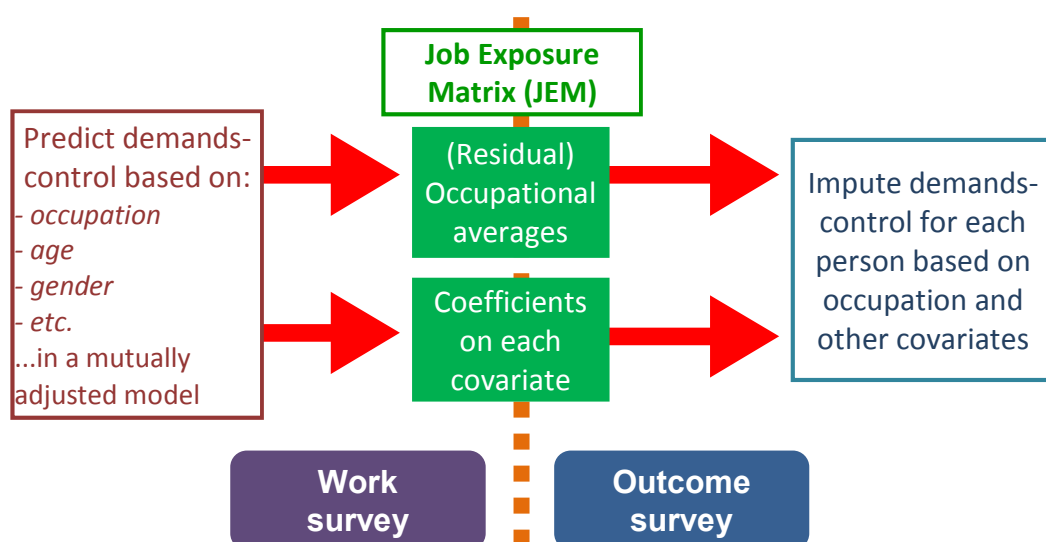 Job Exposure
Matrix (JEM)
Predict demands-
control based on:
- occupation
- age
- gender
- etc.
...in a mutually
adjusted model
(Residual)
Occupational
averages
Coefficients
on each
covariate
Impute demands-
control for each
person based on
occupation and
other covariates
Work
survey
Outcome
survey